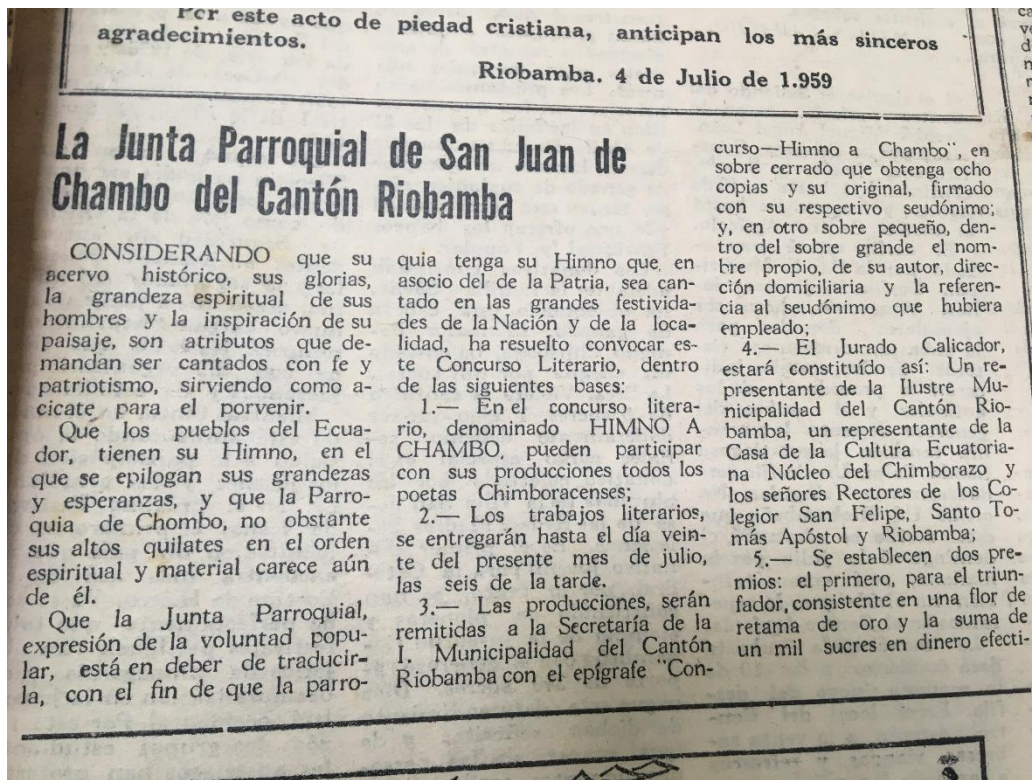 Por este acto de piedad cristiana, anticipan los más sinceros
agradecimientos.
Riobamba. 4 de Julio de 1.959
La Junta Parroquial de San Juan de
Chambo del Cantón Riobamba
CONSIDERANDO que su
acervo histórico, sus glorias,
la grandeza espiritual de sus
hombres y la inspiración de su
paisaje, son atributos que de-
mandan ser cantados con fe y
patriotismo, sirviendo como a-
cicate para el porvenir.
Que los pueblos del Ecua-
dor, tienen su Himno, en el
que se epilogan sus grandezas
y esperanzas, y que la Parro-
quia de Chombo, no obstante
sus altos quilates en el orden
espiritual y material carece aún
de él.
Que la Junta Parroquial,
expresión de la voluntad popu-
lar, está en deber de traducir-
la, con el fin de que la parro-
quia tenga su Himno que, en
asocio del de la Patria, sea can-
tado en las grandes festivida-
des de la Nación y de la loca-
lidad, ha resuelto convocar es-
te Concurso Literario, dentro
de las siguientes bases:
1.— En el concurso litera-
rio, denominado HIMNO A
CHAMBO, pueden participar
con sus producciones todos los
poetas Chimboracenses;
2.— Los trabajos literarios,
se entregarán hasta el día vein-
te del presente mes de julio,
las seis de la tarde.
3.— Las producciones, serán
remitidas a la Secretaría de la
I. Municipalidad del Cantón
Riobamba con el epígrafe "Con-
curso—Himno a Chambo", en
sobre cerrado que obtenga ocho
copias y su original, firmado
con su respectivo seudónimo;
y, en otro sobre pequeño, den-
tro del sobre grande el nom-
bre propio, de su autor, direc-
ción domiciliaria y la referen-
cia al seudónimo que hubiera
empleado;
4.— El Jurado Calicador,
estará constituído así: Un re-
presentante de la Ilustre Mu-
nicipalidad del Cantón Rio-
bamba, un representante de la
Casa de la Cultura Ecuatoria-
na Núcleo del Chimborazo y
los señores Rectores de los Co-
legior San Felipe, Santo To-
más Apóstol y Riobamba;
5.— Se establecen dos pre-
mios: el primero, para el triun-
fador, consistente en una flor de
retama de oro y la suma de
un mil sucres en dinero efecti-